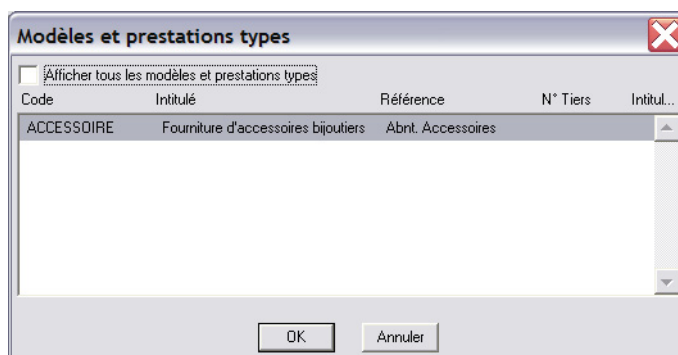 Modèles et prestations types
Afficher tous les modèles et prestations types
Code Intitulé Référence N° Tiers Intitul...
ACCESSOIRE Fourniture d'accessoires bijoutiers Abnt. Accessoires
OK Annuler